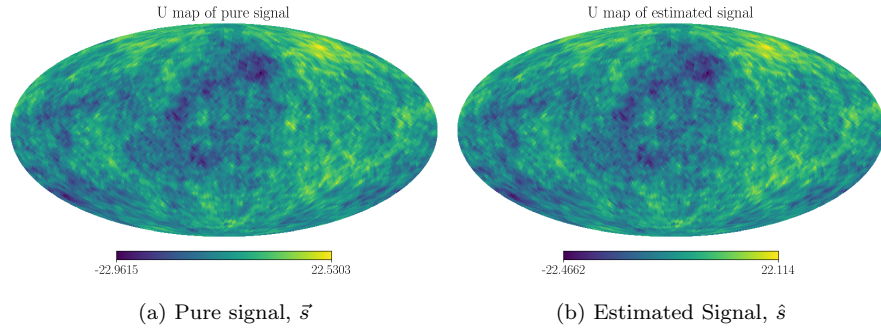 U map of pure signal
U map of estimated signal
-22.9615 22.5303
-22.4662 22.114
(a) Pure signal, $\vec{s}$
(b) Estimated Signal, $\hat{s}$